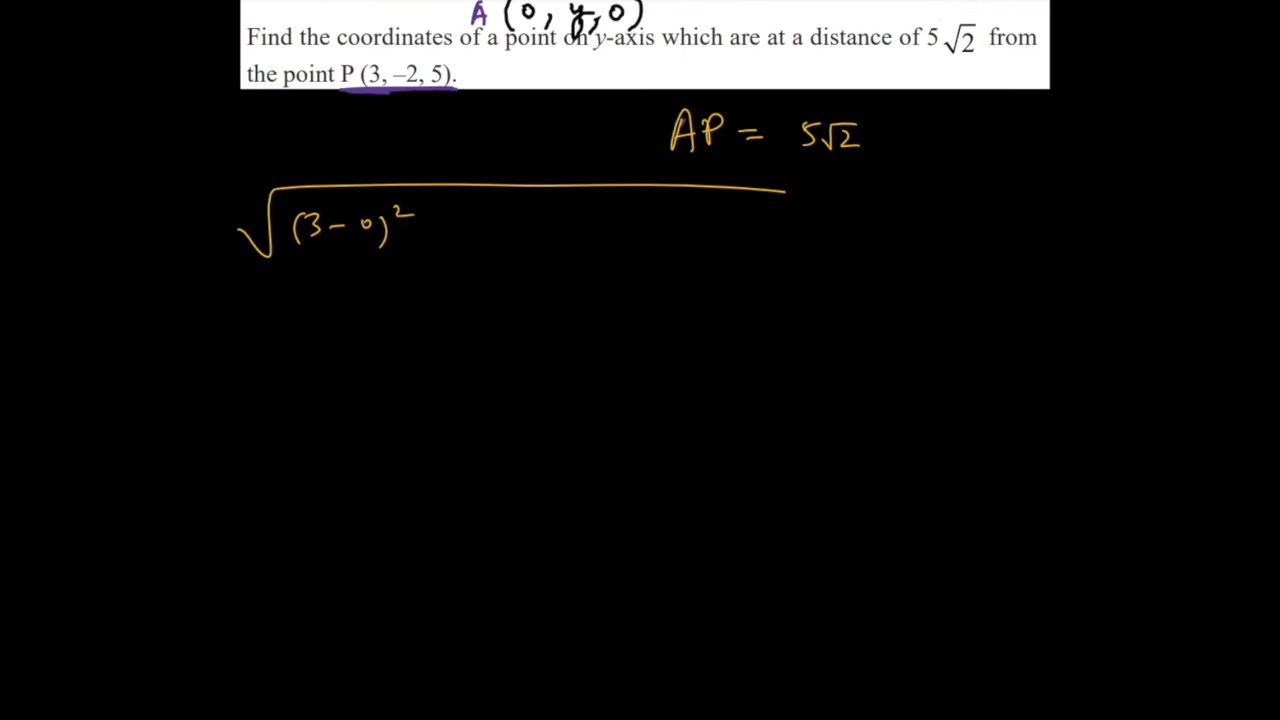 A (0, y, 0)
Find the coordinates of a point on y-axis which are at a distance of 5√2 from
the point P (3, –2, 5).
AP = 5√2
√(3-0)²